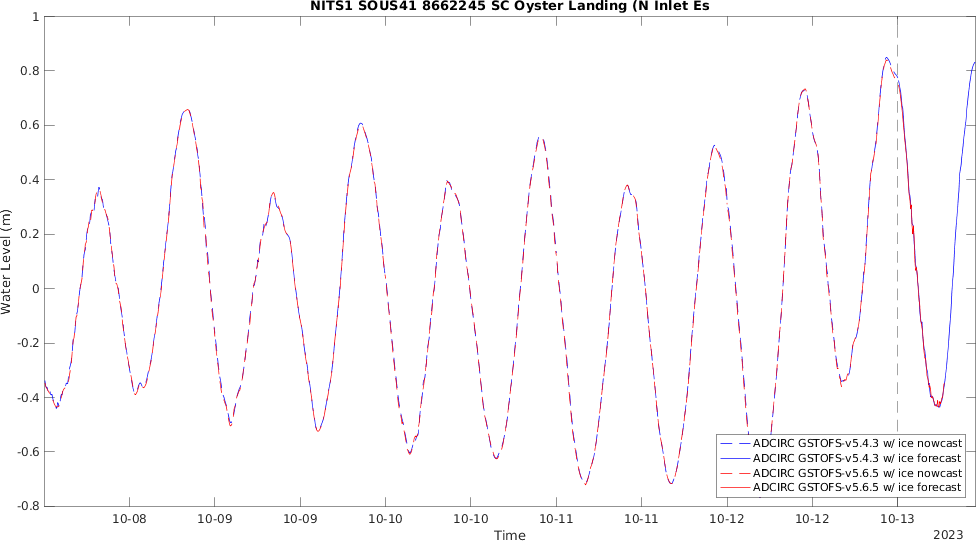 NITS1 SOUS41 8662245 SC Oyster Landing (N Inlet Es
Water Level (m)
1
0.8
0.6
0.4
0.2
0
-0.2
-0.4
-0.6
-0.8
ADCIRC GSTOFS-v5.4.3 w/ ice nowcast
ADCIRC GSTOFS-v5.4.3 w/ ice forecast
ADCIRC GSTOFS-v5.6.5 w/ ice nowcast
ADCIRC GSTOFS-v5.6.5 w/ ice forecast
10-08 10-09 10-09 10-10 10-10 10-11 10-11 10-12 10-12 10-13
Time
2023